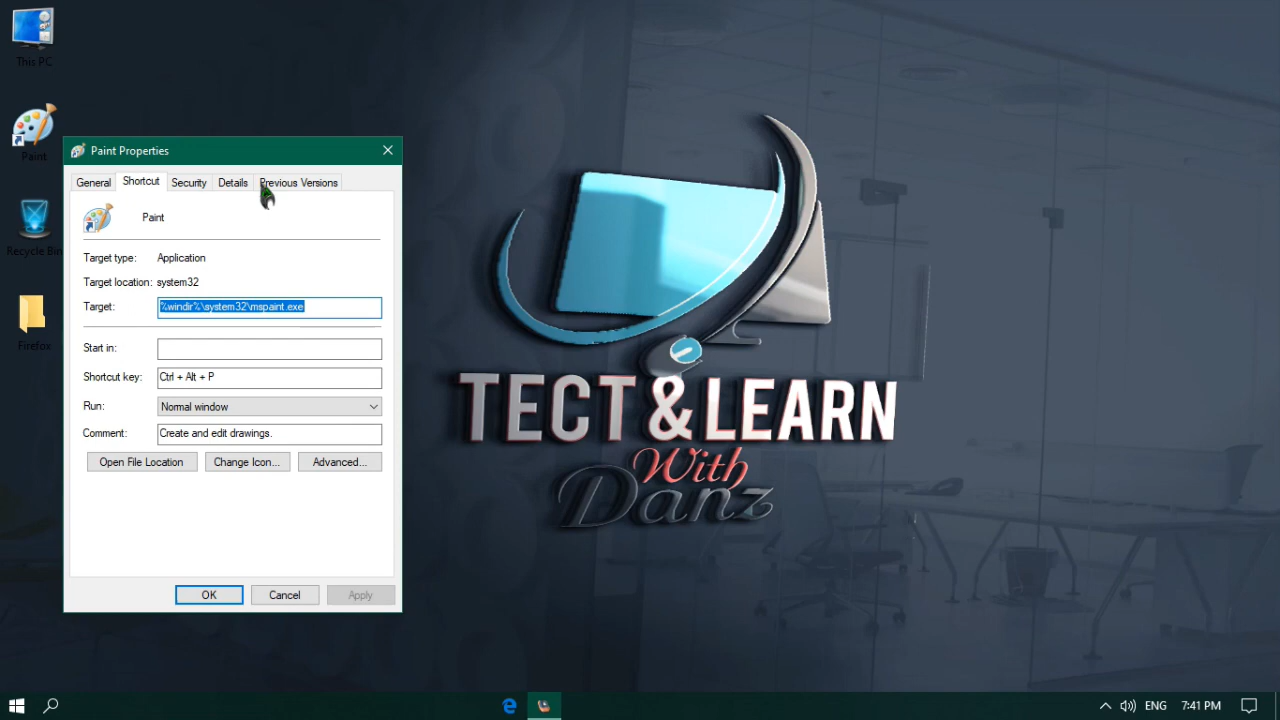 This PC
Paint
Recycle Bin
Firefox
Paint Properties
General
Shortcut
Security
Details
Previous Versions
Paint
Target type:
Application
Target location:
system32
Target:
%windir%\system32\mspaint.exe
Start in:
Shortcut key:
Ctrl + Alt + P
Run:
Normal window
Comment:
Create and edit drawings.
Open File Location
Change Icon...
Advanced...
OK
Cancel
Apply
TECT & LEARN
With
Danz
ENG
7:41 PM